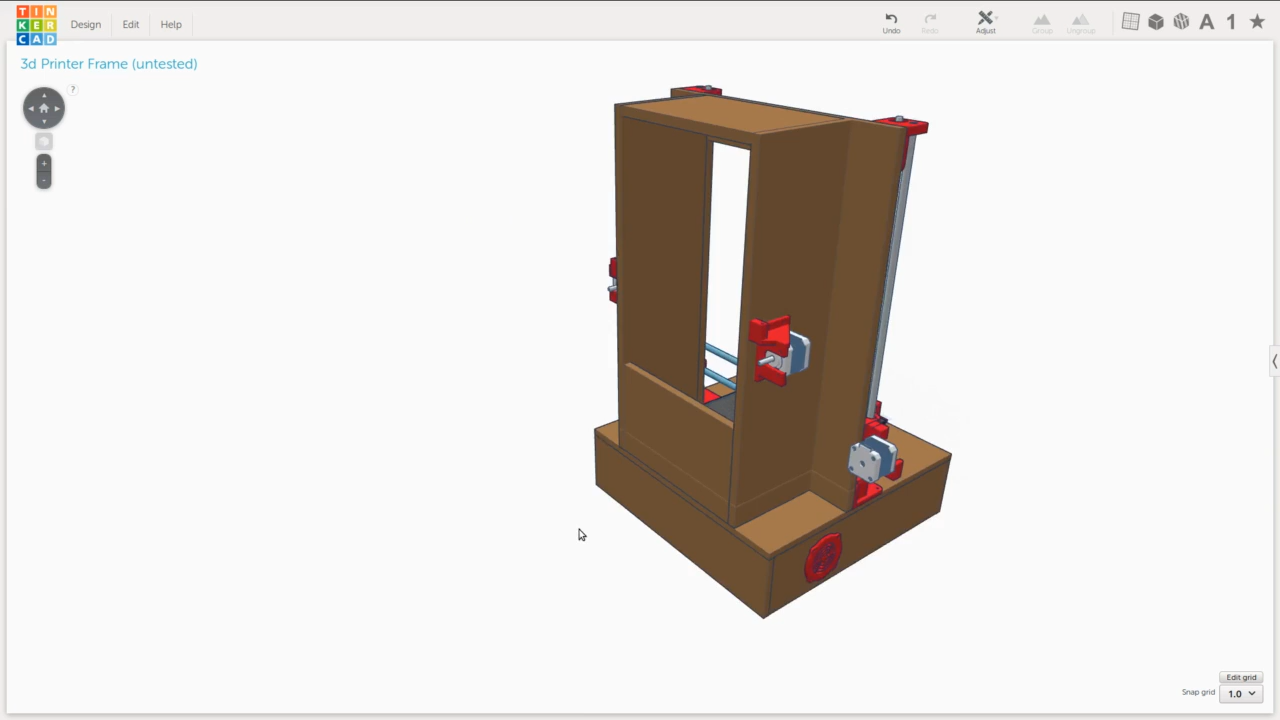 TIN
KER
CAD
Design
Edit
Help
Undo
Redo
Adjust
Group
Ungroup
A
1
3d Printer Frame (untested)
?
+
-
Edit grid
Snap grid
1.0